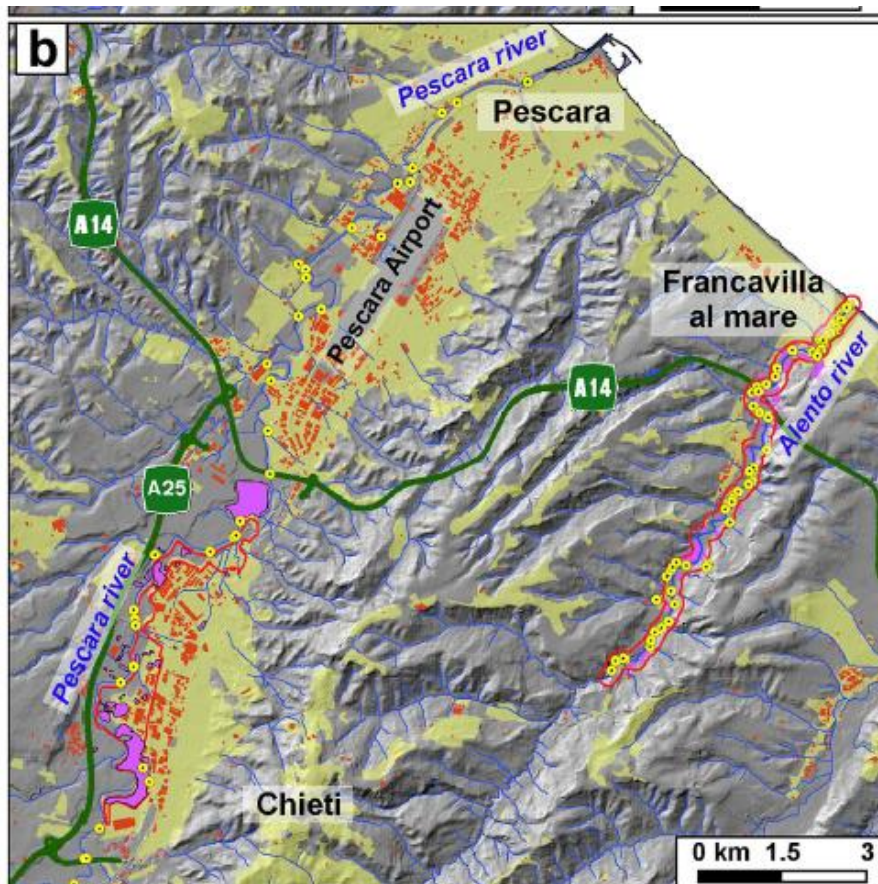 b
Pescara river
Pescara
A14
Pescara Airport
Francavilla
al mare
A14
Alento river
A25
Pescara river
Chieti
0 km 1.5 3